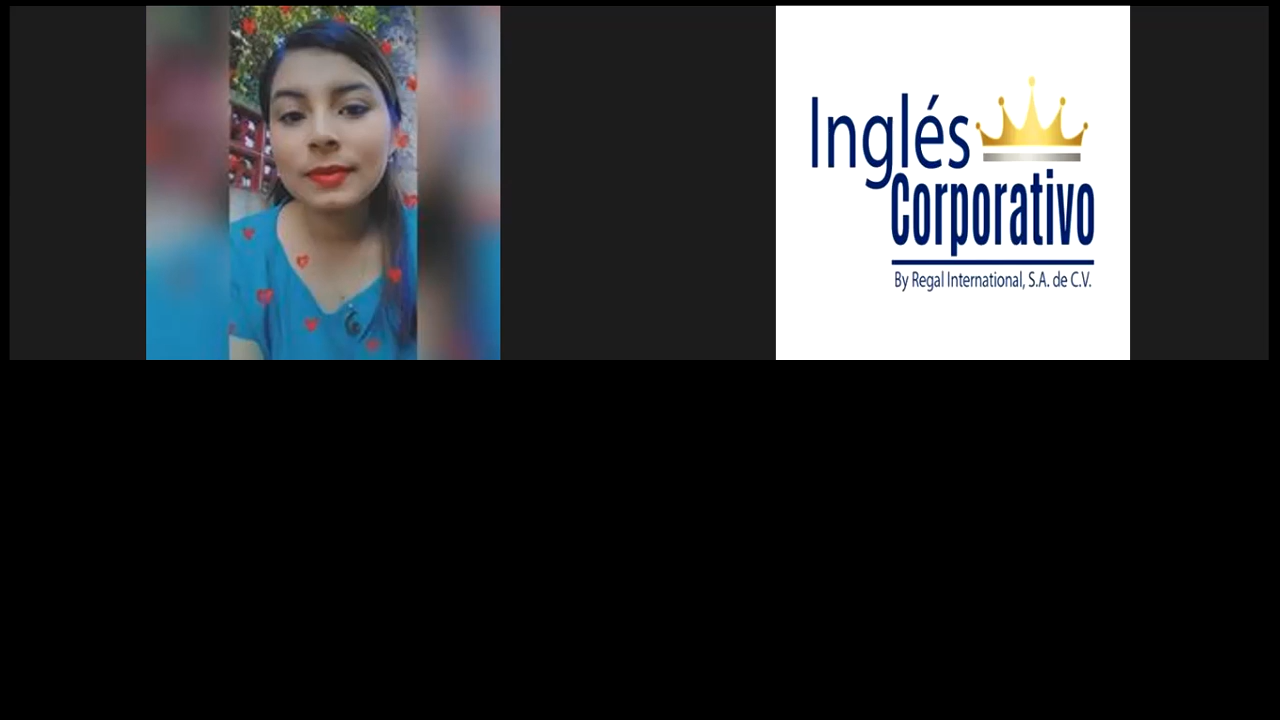 Inglés
Corporativo
By Regal International, S.A. de C.V.